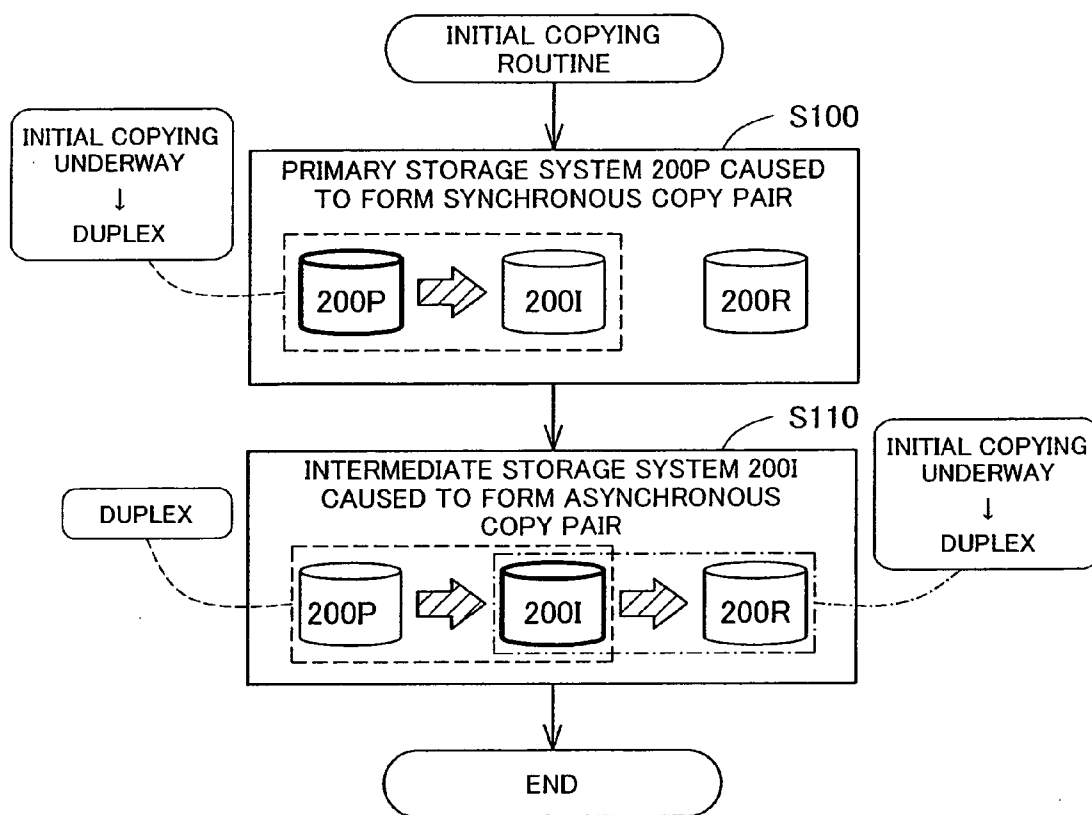 INITIAL COPYING
ROUTINE
S100
INITIAL COPYING
UNDERWAY
↓
DUPLEX
PRIMARY STORAGE SYSTEM 200P CAUSED
TO FORM SYNCHRONOUS COPY PAIR
200P
200I
200R
S110
INTERMEDIATE STORAGE SYSTEM 200I
CAUSED TO FORM ASYNCHRONOUS
COPY PAIR
DUPLEX
INITIAL COPYING
UNDERWAY
↓
DUPLEX
200P
200I
200R
END